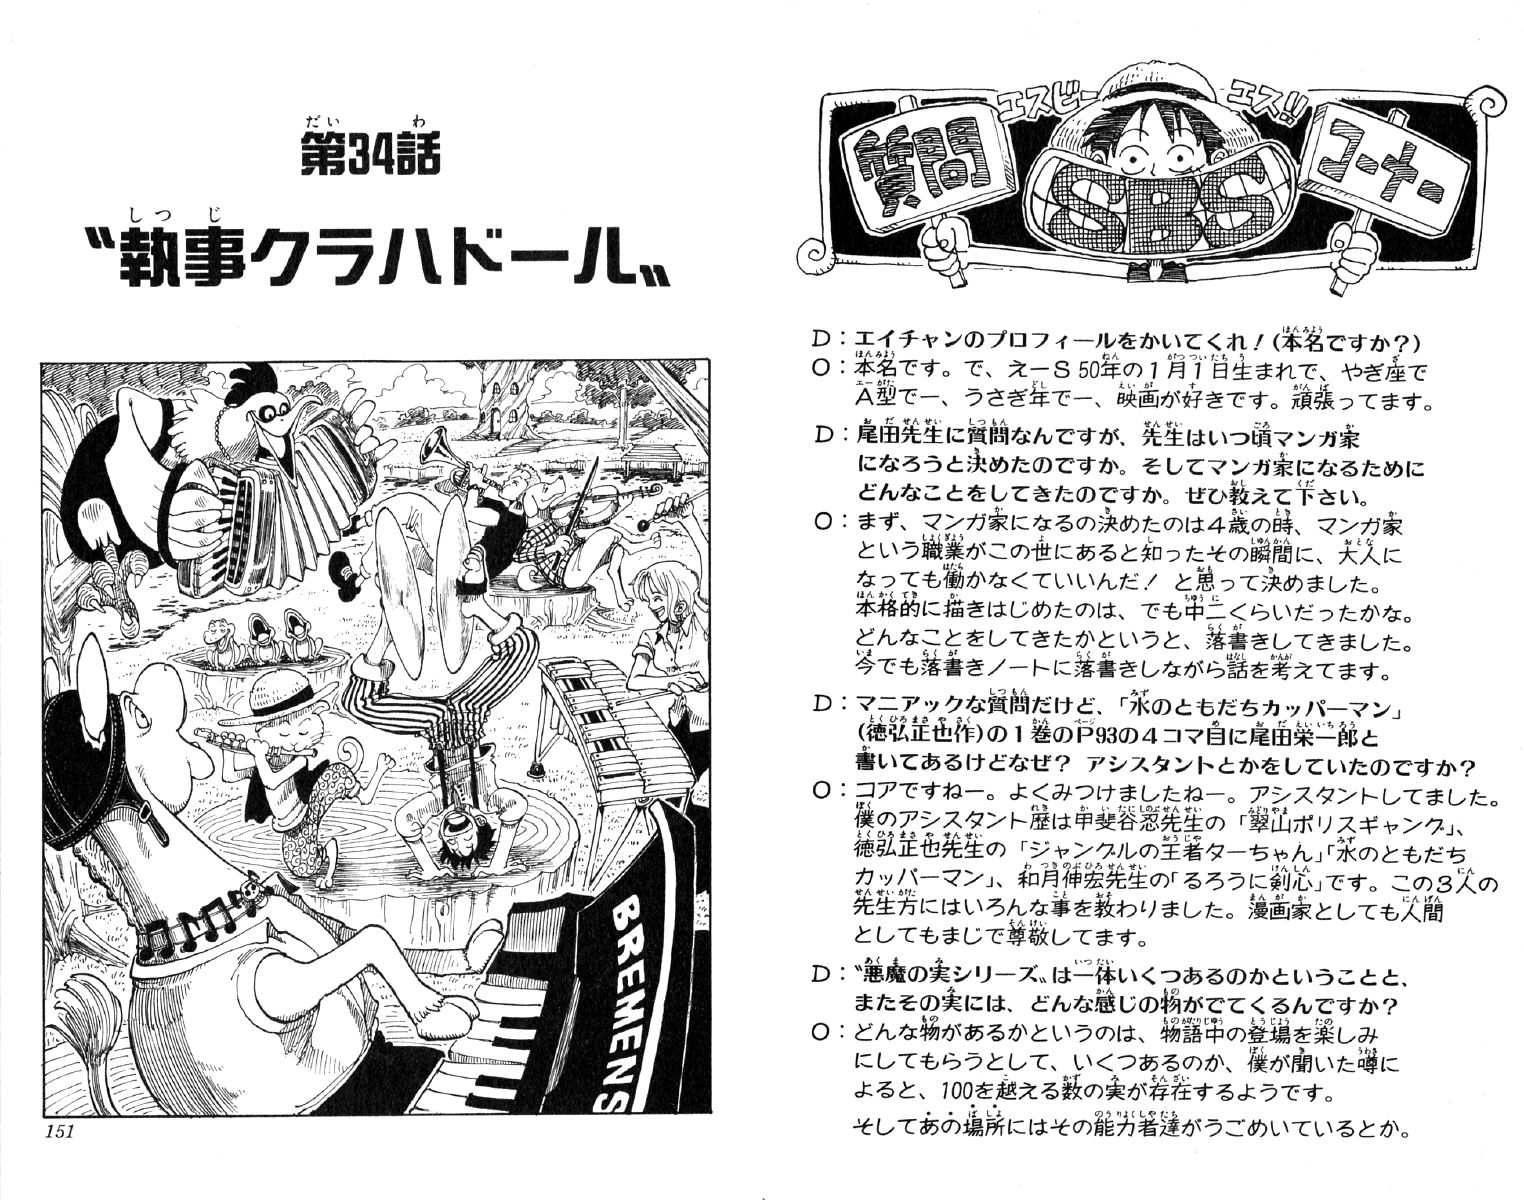 エスビーエス!!
質問
SBS
コーナー
D：エイチャンのプロフィールをかいてくれ！(本名ですか？)
O：本名です。で、えーS50年の1月1日生まれで、やぎ座で
A型でー、うさぎ年でー、映画が好きです。頑張ってます。
D：尾田先生に質問なんですが、先生はいつ頃マンガ家
になろうと決めたのですか。そしてマンガ家になるために
どんなことをしてきたのですか。ぜひ教えて下さい。
O：まず、マンガ家になるの決めたのは4歳の時、マンガ家
という職業がこの世にあると知ったその瞬間に、大人に
なっても働かなくていいんだ！ と思って決めました。
本格的に描きはじめたのは、でも中二くらいだったかな。
どんなことをしてきたかというと、落書きしてきました。
今でも落書きノートに落書きしながら話を考えてます。
D：マニアックな質問だけど、「水のともだちカッパーマン」
(徳弘正也作)の1巻のP93の4コマ目に尾田栄一郎と
書いてあるけどなぜ？ アシスタントとかをしていたのですか？
O：コアですねー。よくみつけましたねー。アシスタントしてました。
僕のアシスタント歴は甲斐谷忍先生の「翠山ポリスギャング」、
徳弘正也先生の「ジャングルの王者ターちゃん」「水のともだち
カッパーマン」、和月伸宏先生の「るろうに剣心」です。この3人の
先生方にはいろんな事を教わりました。漫画家としても人間
としてもまじで尊敬してます。
D：〝悪魔の実シリーズ〟は一体いくつあるのかということと、
またその実には、どんな感じの物がでてくるんですか？
O：どんな物があるかというのは、物語中の登場を楽しみ
にしてもらうとして、いくつあるのか、僕が聞いた噂に
よると、100を越える数の実が存在するようです。
そしてあの場所にはその能力者達がうごめいているとか。
第34話
〝執事クラハドール〟
BREMENS
151